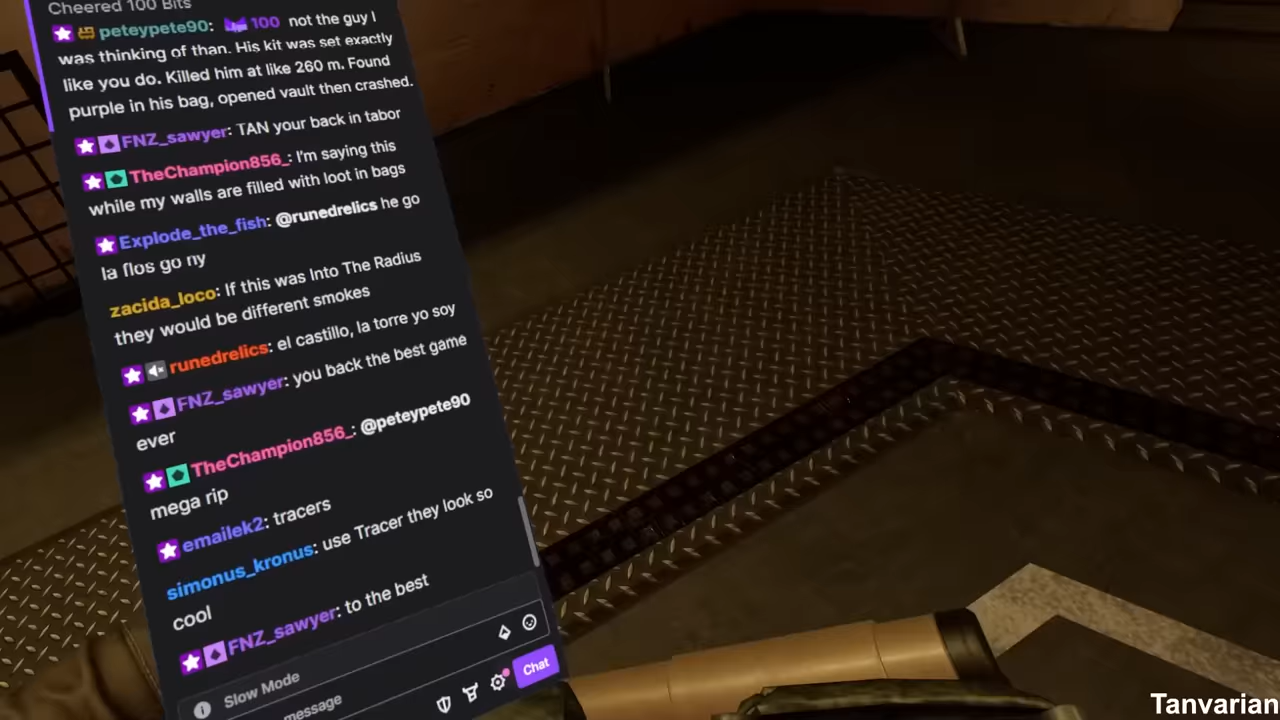 Cheered 100 Bits
peteypete90: 100 not the guy I
was thinking of than. His kit was set exactly
like you do. Killed him at like 260 m. Found
purple in his bag, opened vault then crashed.
FNZ_sawyer: TAN your back in tabor
TheChampion856_: I'm saying this
while my walls are filled with loot in bags
Explode_the_fish: @runedrelics he go
la flos go ny
zacida_loco: If this was Into The Radius
they would be different smokes
runedrelics: el castillo, la torre yo soy
FNZ_sawyer: you back the best game
ever
TheChampion856_: @peteypete90
mega rip
emailek2: tracers
simonus_kronus: use Tracer they look so
cool
FNZ_sawyer: to the best
Slow Mode
message
Chat
Tanvarian